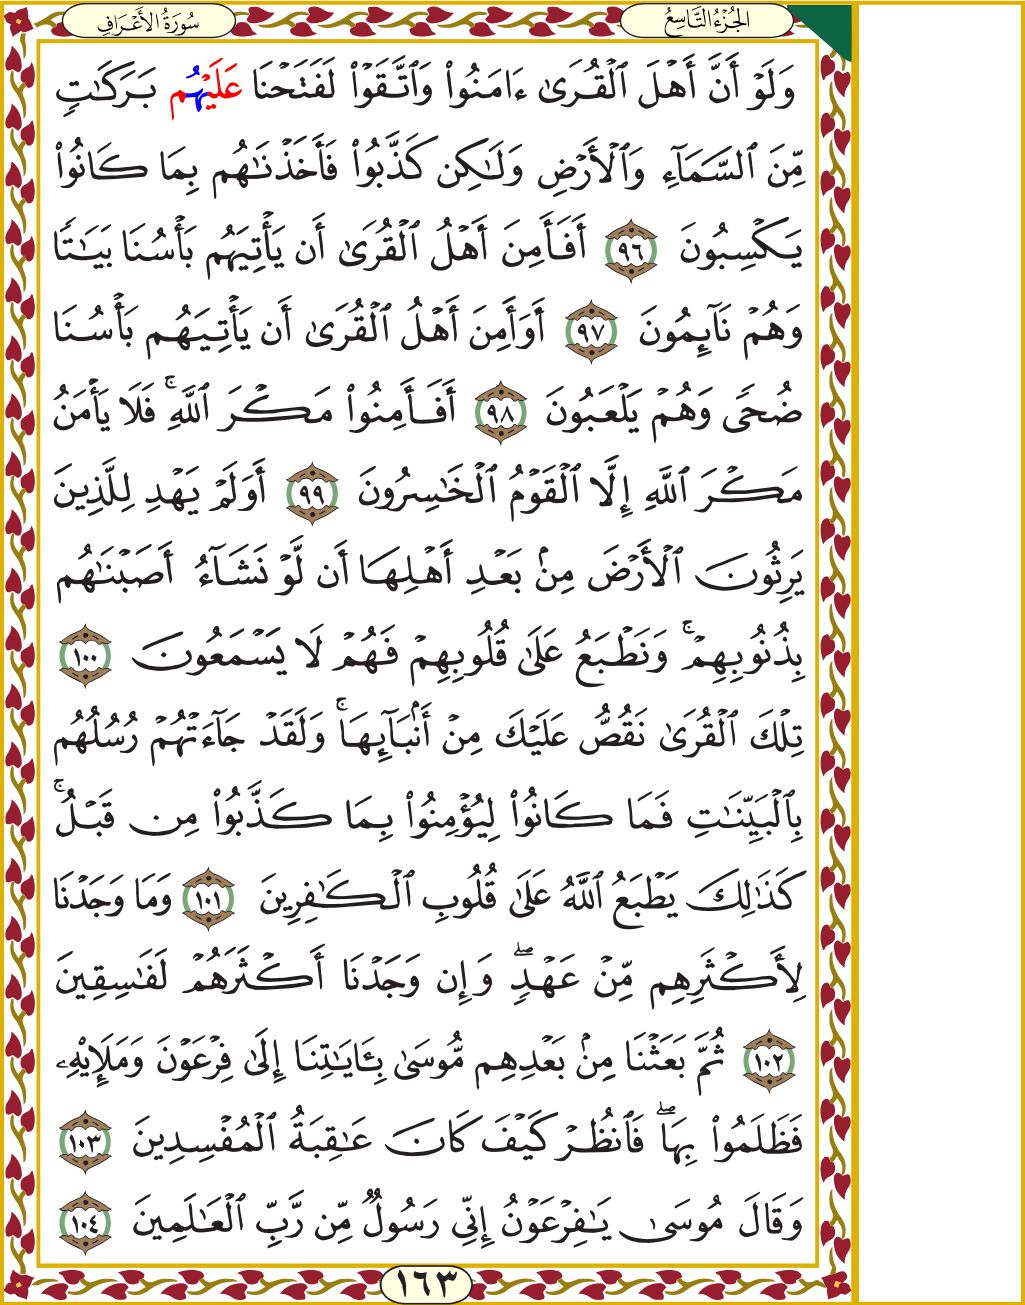 الجُزْءُ التَّاسِعُ
سُورَةُ الأَعْرَافِ
وَلَوْ أَنَّ أَهْلَ ٱلْقُرَىٰ ءَامَنُوا۟ وَٱتَّقَوْا۟ لَفَتَحْنَا عَلَيْهُم بَرَكَٰتٍ
مِّنَ ٱلسَّمَآءِ وَٱلْأَرْضِ وَلَٰكِن كَذَّبُوا۟ فَأَخَذْنَٰهُم بِمَا كَانُوا۟
يَكْسِبُونَ ٩٦ أَفَأَمِنَ أَهْلُ ٱلْقُرَىٰ أَن يَأْتِيَهُم بَأْسُنَا بَيَٰتًا
وَهُمْ نَآئِمُونَ ٩٧ أَوَأَمِنَ أَهْلُ ٱلْقُرَىٰ أَن يَأْتِيَهُم بَأْسُنَا
ضُحًى وَهُمْ يَلْعَبُونَ ٩٨ أَفَأَمِنُوا۟ مَكْرَ ٱللَّهِ ۚ فَلَا يَأْمَنُ
مَكْرَ ٱللَّهِ إِلَّا ٱلْقَوْمُ ٱلْخَٰسِرُونَ ٩٩ أَوَلَمْ يَهْدِ لِلَّذِينَ
يَرِثُونَ ٱلْأَرْضَ مِنۢ بَعْدِ أَهْلِهَا أَن لَّوْ نَشَآءُ أَصَبْنَٰهُم
بِذُنُوبِهِمْ ۚ وَنَطْبَعُ عَلَىٰ قُلُوبِهِمْ فَهُمْ لَا يَسْمَعُونَ ١٠٠
تِلْكَ ٱلْقُرَىٰ نَقُصُّ عَلَيْكَ مِنْ أَنۢبَآئِهَا ۚ وَلَقَدْ جَآءَتْهُمْ رُسُلُهُم
بِٱلْبَيِّنَٰتِ فَمَا كَانُوا۟ لِيُؤْمِنُوا۟ بِمَا كَذَّبُوا۟ مِن قَبْلُ ۚ
كَذَٰلِكَ يَطْبَعُ ٱللَّهُ عَلَىٰ قُلُوبِ ٱلْكَٰفِرِينَ ١٠١ وَمَا وَجَدْنَا
لِأَكْثَرِهِم مِّنْ عَهْدٍ ۖ وَإِن وَجَدْنَا أَكْثَرَهُمْ لَفَٰسِقِينَ
١٠٢ ثُمَّ بَعَثْنَا مِنۢ بَعْدِهِم مُّوسَىٰ بِـَٔايَٰتِنَا إِلَىٰ فِرْعَوْنَ وَمَلَإِي۟هِۦ
فَظَلَمُوا۟ بِهَا ۖ فَٱنظُرْ كَيْفَ كَانَ عَٰقِبَةُ ٱلْمُفْسِدِينَ ١٠٣
وَقَالَ مُوسَىٰ يَٰفِرْعَوْنُ إِنِّي رَسُولٌ مِّن رَّبِّ ٱلْعَٰلَمِينَ ١٠٤
١٦٣